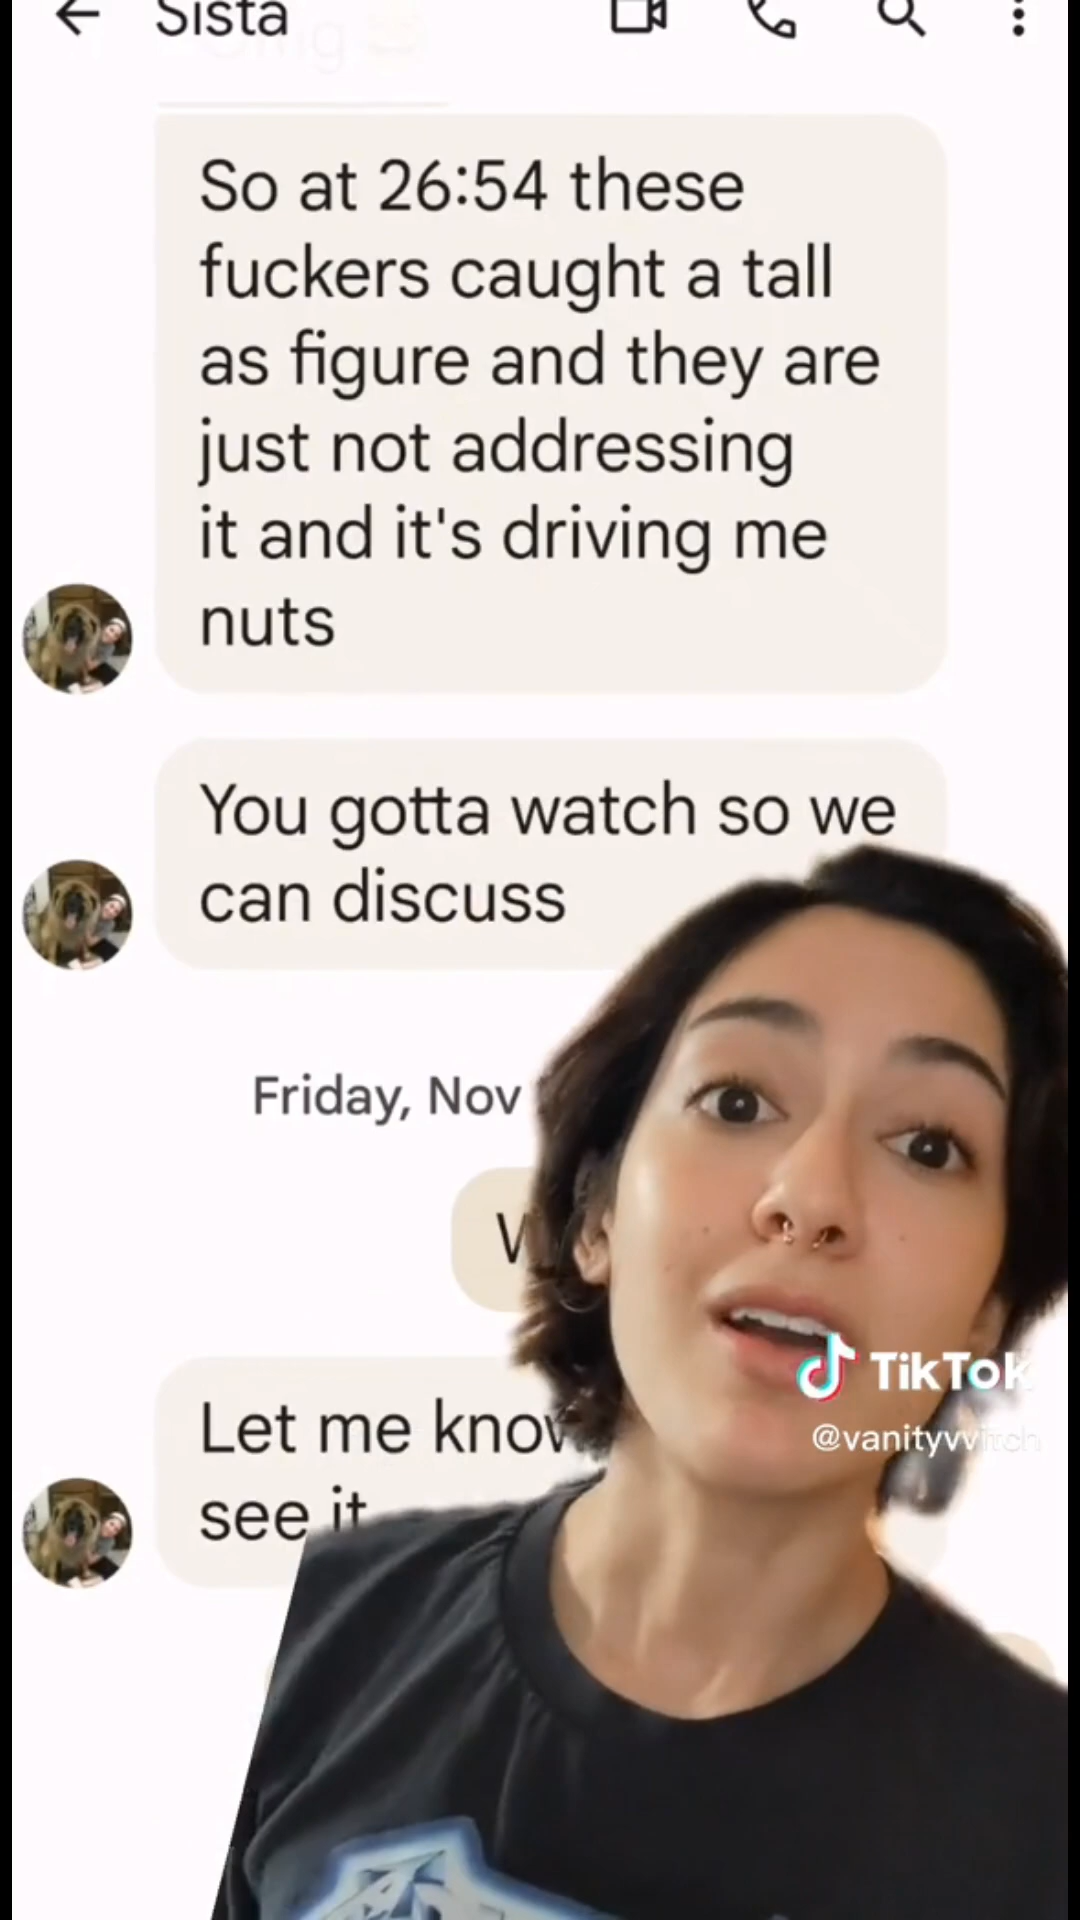 Sista
So at 26:54 these
fuckers caught a tall
as figure and they are
just not addressing
it and it's driving me
nuts
You gotta watch so we
can discuss
Friday, Nov
Let me know
see it
TikTok
@vanityvvitch